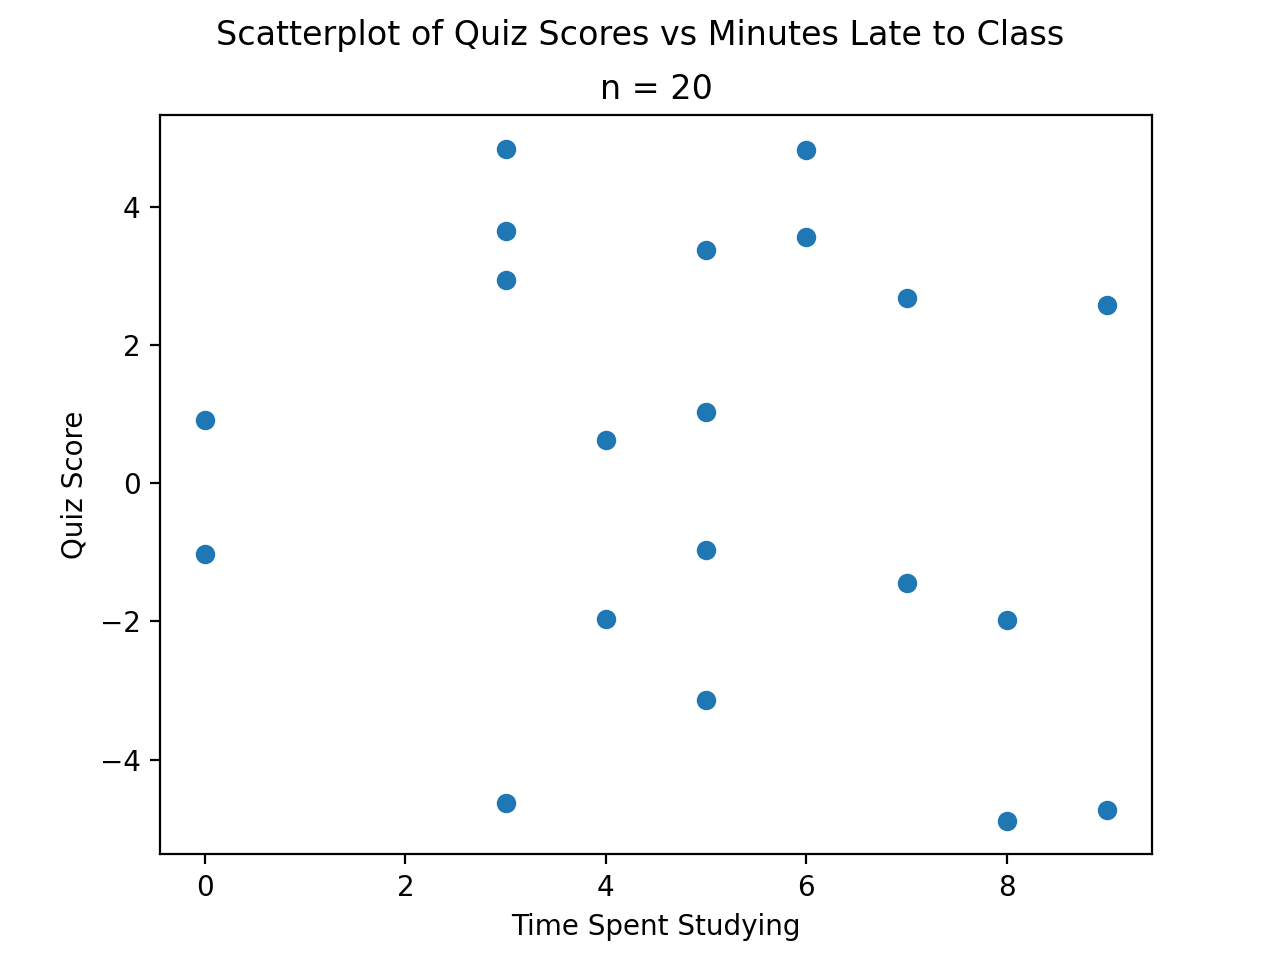 Scatterplot of Quiz Scores vs Minutes Late to Class
n = 20
4
2
0
−2
−4
Quiz Score
0 2 4 6 8
Time Spent Studying